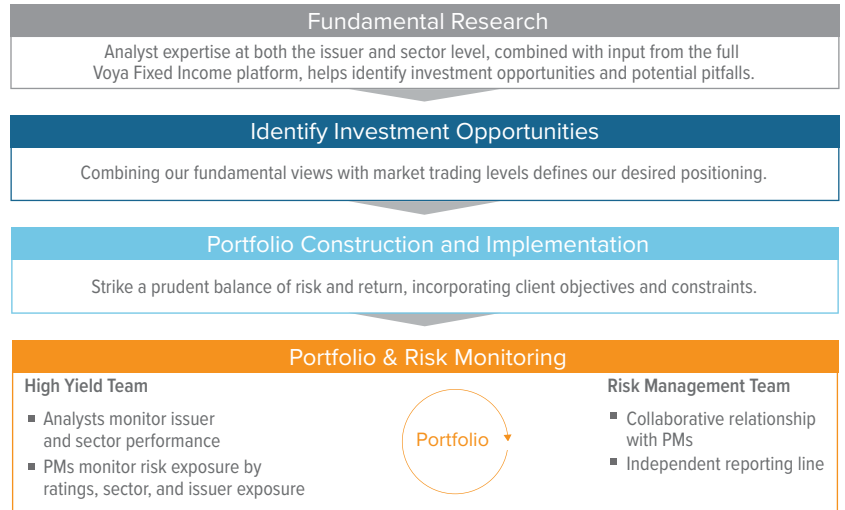 Fundamental Research
Analyst expertise at both the issuer and sector level, combined with input from the full
Voya Fixed Income platform, helps identify investment opportunities and potential pitfalls.
Identify Investment Opportunities
Combining our fundamental views with market trading levels defines our desired positioning.
Portfolio Construction and Implementation
Strike a prudent balance of risk and return, incorporating client objectives and constraints.
Portfolio & Risk Monitoring
High Yield Team
■ Analysts monitor issuer
and sector performance
■ PMs monitor risk exposure by
ratings, sector, and issuer exposure
Portfolio
Risk Management Team
■ Collaborative relationship
with PMs
■ Independent reporting line